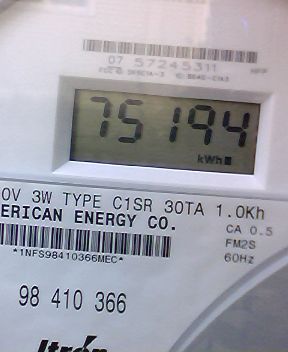 07 57245311
75194
kWh
0V 3W TYPE C1SR 30TA 1.0Kh
ERICAN ENERGY CO.
CA 0.5
FM2S
60Hz
*1NFS98410366MEC*
98 410 366
Itrón